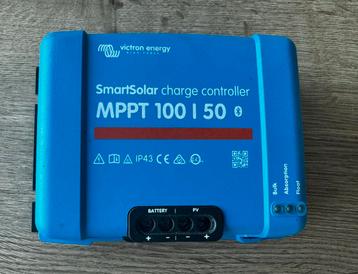 victron energy
SmartSolar charge controller
MPPT 100 | 50
IP43
Bulk
Absorption
Float
BATTERY
PV
+ - - +